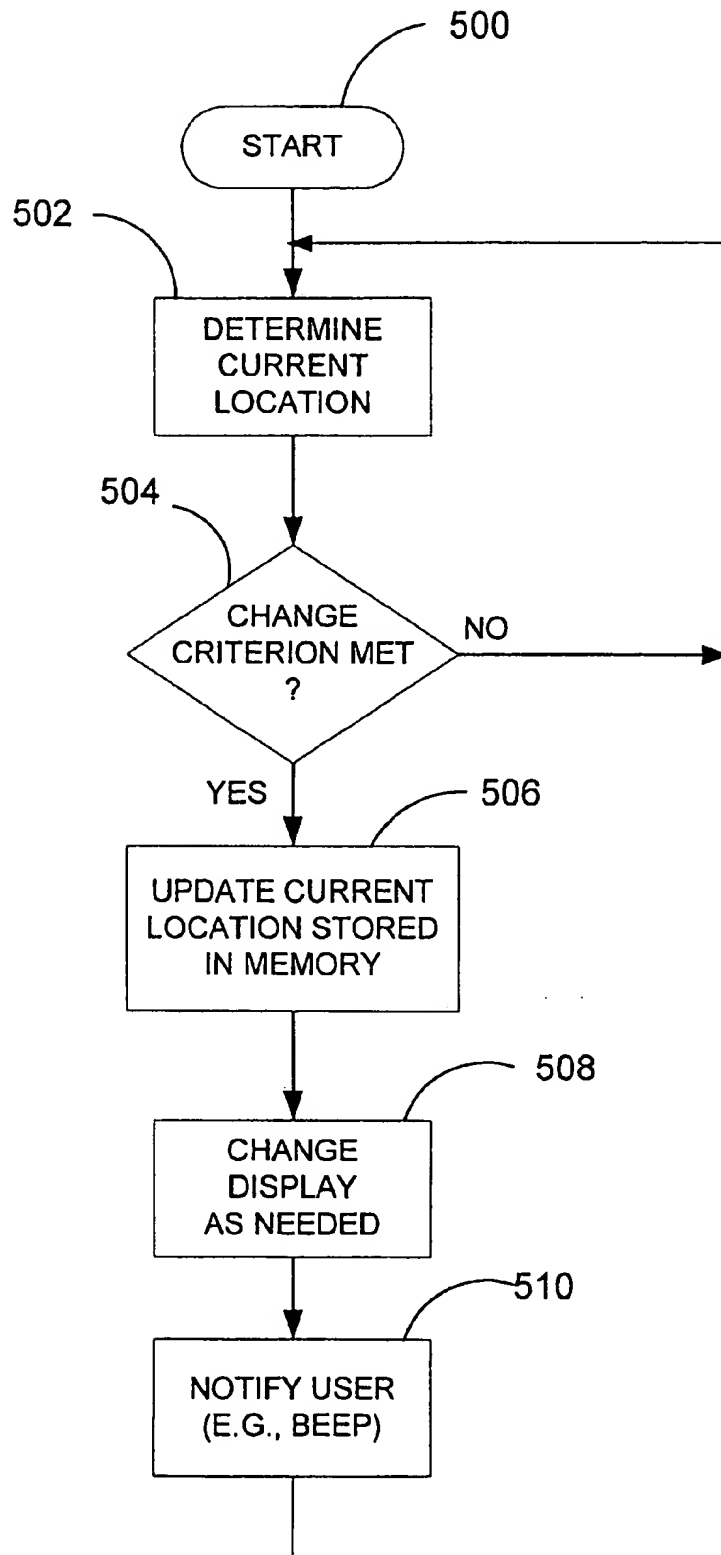 500
START
502
DETERMINE
CURRENT
LOCATION
504
CHANGE
CRITERION MET
?
NO
YES
506
UPDATE CURRENT
LOCATION STORED
IN MEMORY
508
CHANGE
DISPLAY
AS NEEDED
510
NOTIFY USER
(E.G., BEEP)